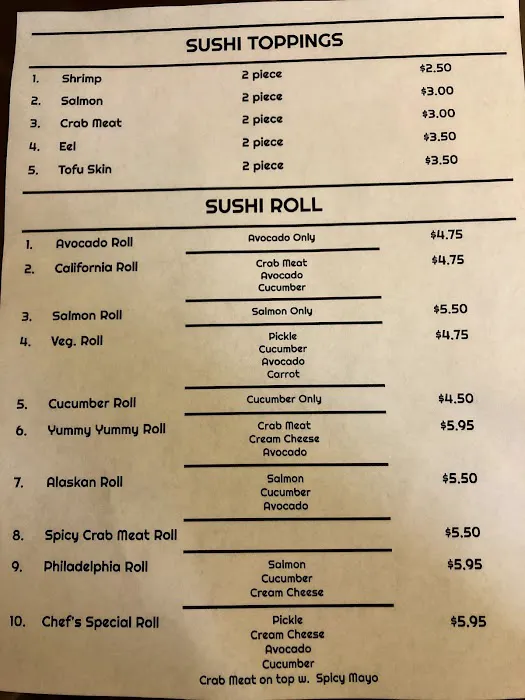 SUSHI TOPPINGS
1. Shrimp 2 piece $2.50
2. Salmon 2 piece $3.00
3. Crab Meat 2 piece $3.00
4. Eel 2 piece $3.50
5. Tofu Skin 2 piece $3.50
SUSHI ROLL
1. Avocado Roll Avocado Only $4.75
2. California Roll Crab Meat $4.75
Avocado
Cucumber
3. Salmon Roll Salmon Only $5.50
4. Veg. Roll Pickle $4.75
Cucumber
Avocado
Carrot
5. Cucumber Roll Cucumber Only $4.50
6. Yummy Yummy Roll Crab Meat $5.95
Cream Cheese
Avocado
7. Alaskan Roll Salmon $5.50
Cucumber
Avocado
8. Spicy Crab Meat Roll $5.50
9. Philadelphia Roll Salmon $5.95
Cucumber
Cream Cheese
10. Chef's Special Roll Pickle $5.95
Cream Cheese
Avocado
Cucumber
Crab Meat on top w. Spicy Mayo